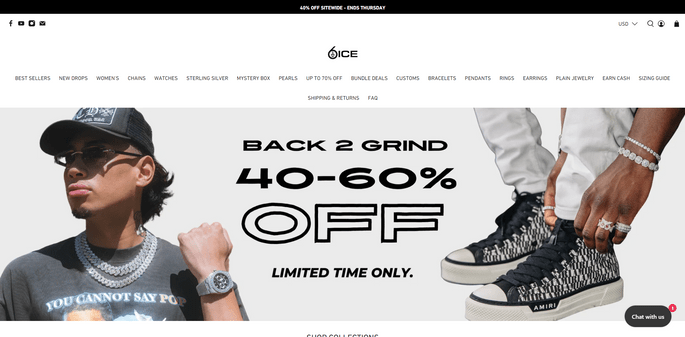 40% OFF SITEWIDE - ENDS THURSDAY
USD
6ICE
BEST SELLERS NEW DROPS WOMEN S CHAINS WATCHES STERLING SILVER MYSTERY BOX PEARLS UP TO 70% OFF BUNDLE DEALS CUSTOMS BRACELETS PENDANTS RINGS EARRINGS PLAIN JEWELRY EARN CASH SIZING GUIDE
SHIPPING & RETURNS FAQ
BACK 2 GRIND
40-60%
OFF
LIMITED TIME ONLY.
YOU CANNOT SAY
AMIRI
Chat with us
1
SHOP COLLECTIONS